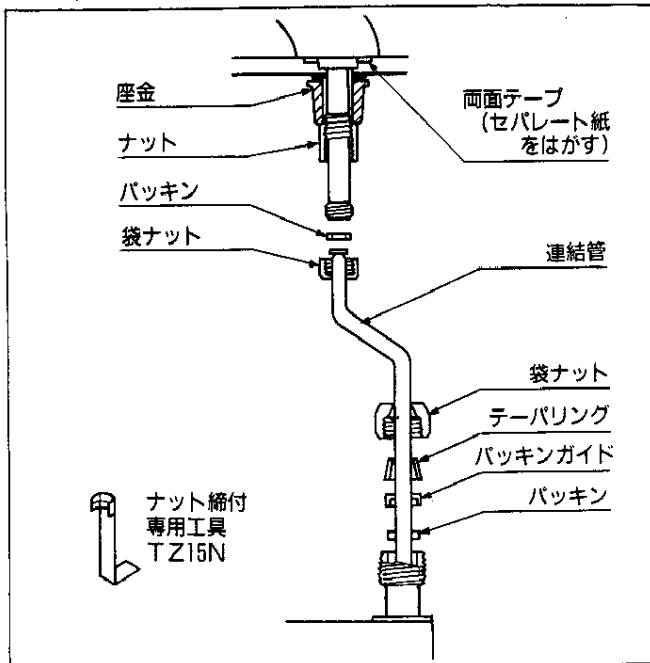 座金
両面テープ
(セパレート紙
をはがす)
ナット
パッキン
袋ナット
連結管
袋ナット
テーパリング
パッキンガイド
パッキン
ナット締付
専用工具
TZ15N